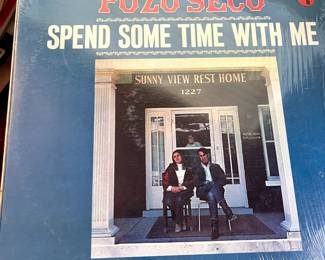 POZO SECO
SPEND SOME TIME WITH ME
SUNNY VIEW REST HOME
1227